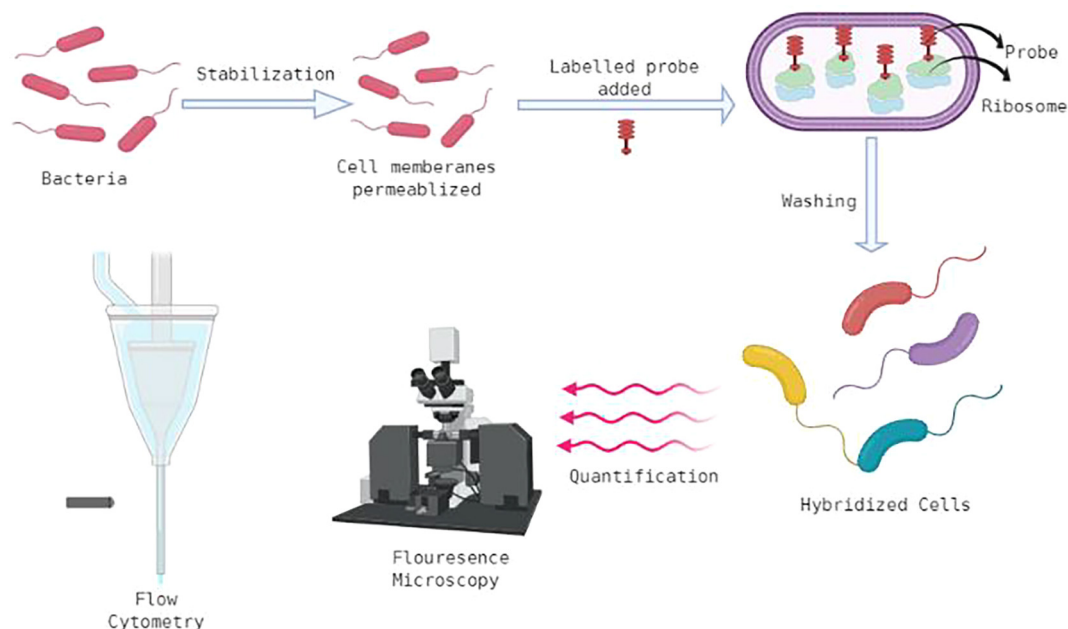 Bacteria
Stabilization
Cell memberanes
permeablized
Labelled probe
added
Probe
Ribosome
Washing
Hybridized Cells
Quantification
Flouresence
Microscopy
Flow
Cytometry